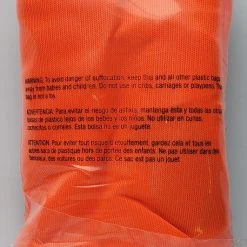 WARNING: To avoid danger of suffocation, keep this and all other plastic bags
away from babies and children. Do not use in cribs, carriages or playpens. This
bag is not a toy.
ADVERTENCIA: Para evitar el riesgo de asfixia, mantenga ésta y todas las otras
bolsas de plástico lejos de los bebés y los niños. No utilizar en cunas,
cochecitos o corrales. Esta bolsa no es un juguete.
ATTENTION: Pour éviter tout risque d'étouffement, gardez cela et tous les
autres sacs de plastique hors de portée des enfants. Ne pas utiliser dans
berceaux, des voitures ou des parcs. Ce sac est pas un jouet.